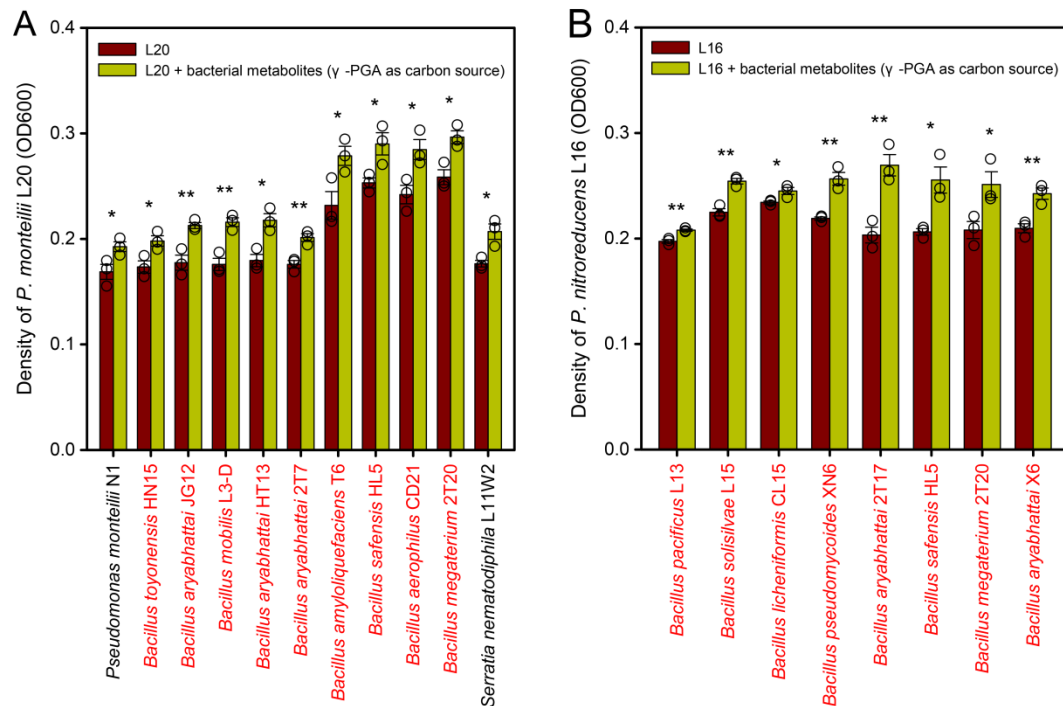 A
0.4
L20
L20 + bacterial metabolites (γ -PGA as carbon source)
0.3
0.2
0.1
0.0
Density of P. monteilii L20 (OD600)
* * ** ** * ** * * * * *
Pseudomonas monteilii N1
Bacillus toyonensis HN15
Bacillus aryabhattai JG12
Bacillus mobilis L3-D
Bacillus aryabhattai HT13
Bacillus aryabhattai 2T7
Bacillus amyloliquefaciens T6
Bacillus safensis HL5
Bacillus aerophilus CD21
Bacillus megaterium 2T20
Serratia nematodiphila L11W2
B
0.4
L16
L16 + bacterial metabolites (γ -PGA as carbon source)
0.3
0.2
0.1
0.0
Density of P. nitroreducens L16 (OD600)
** ** * ** ** * * **
Bacillus pacificus L13
Bacillus solisilvae L15
Bacillus licheniformis CL15
Bacillus pseudomycoides XN6
Bacillus aryabhattai 2T17
Bacillus safensis HL5
Bacillus megaterium 2T20
Bacillus aryabhattai X6